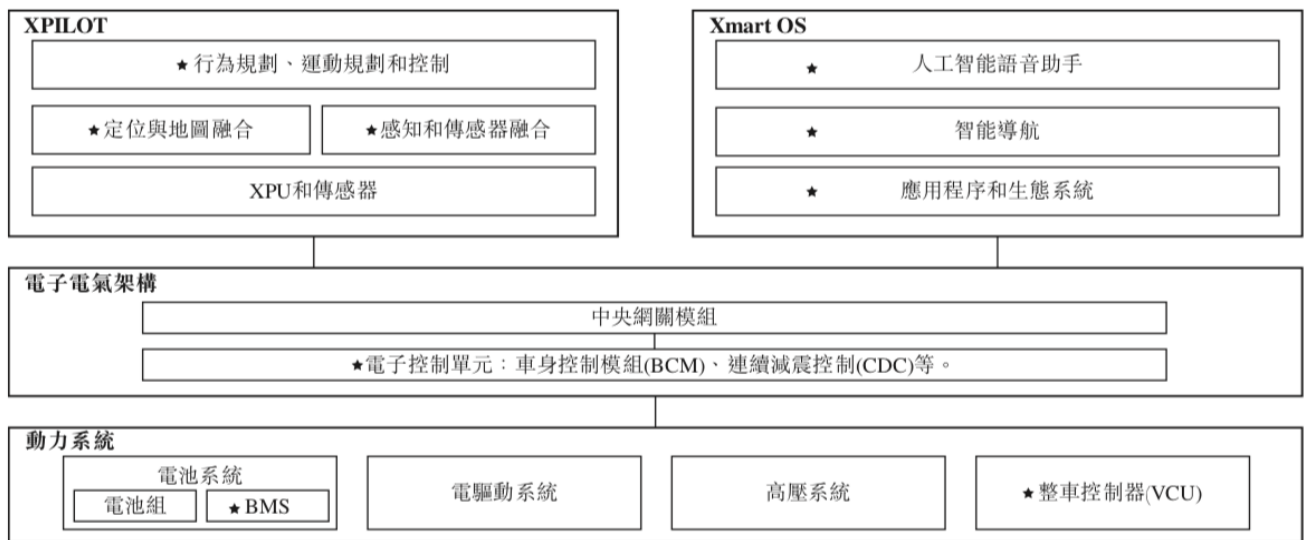 XPILOT
★行為規劃、運動規劃和控制
★定位與地圖融合
★感知和傳感器融合
XPU和傳感器
Xmart OS
★ 人工智能語音助手
★ 智能導航
★ 應用程序和生態系統
電子電氣架構
中央網關模組
★電子控制單元：車身控制模組(BCM)、連續減震控制(CDC)等。
動力系統
電池系統
電池組
★BMS
電驅動系統
高壓系統
★整車控制器(VCU)